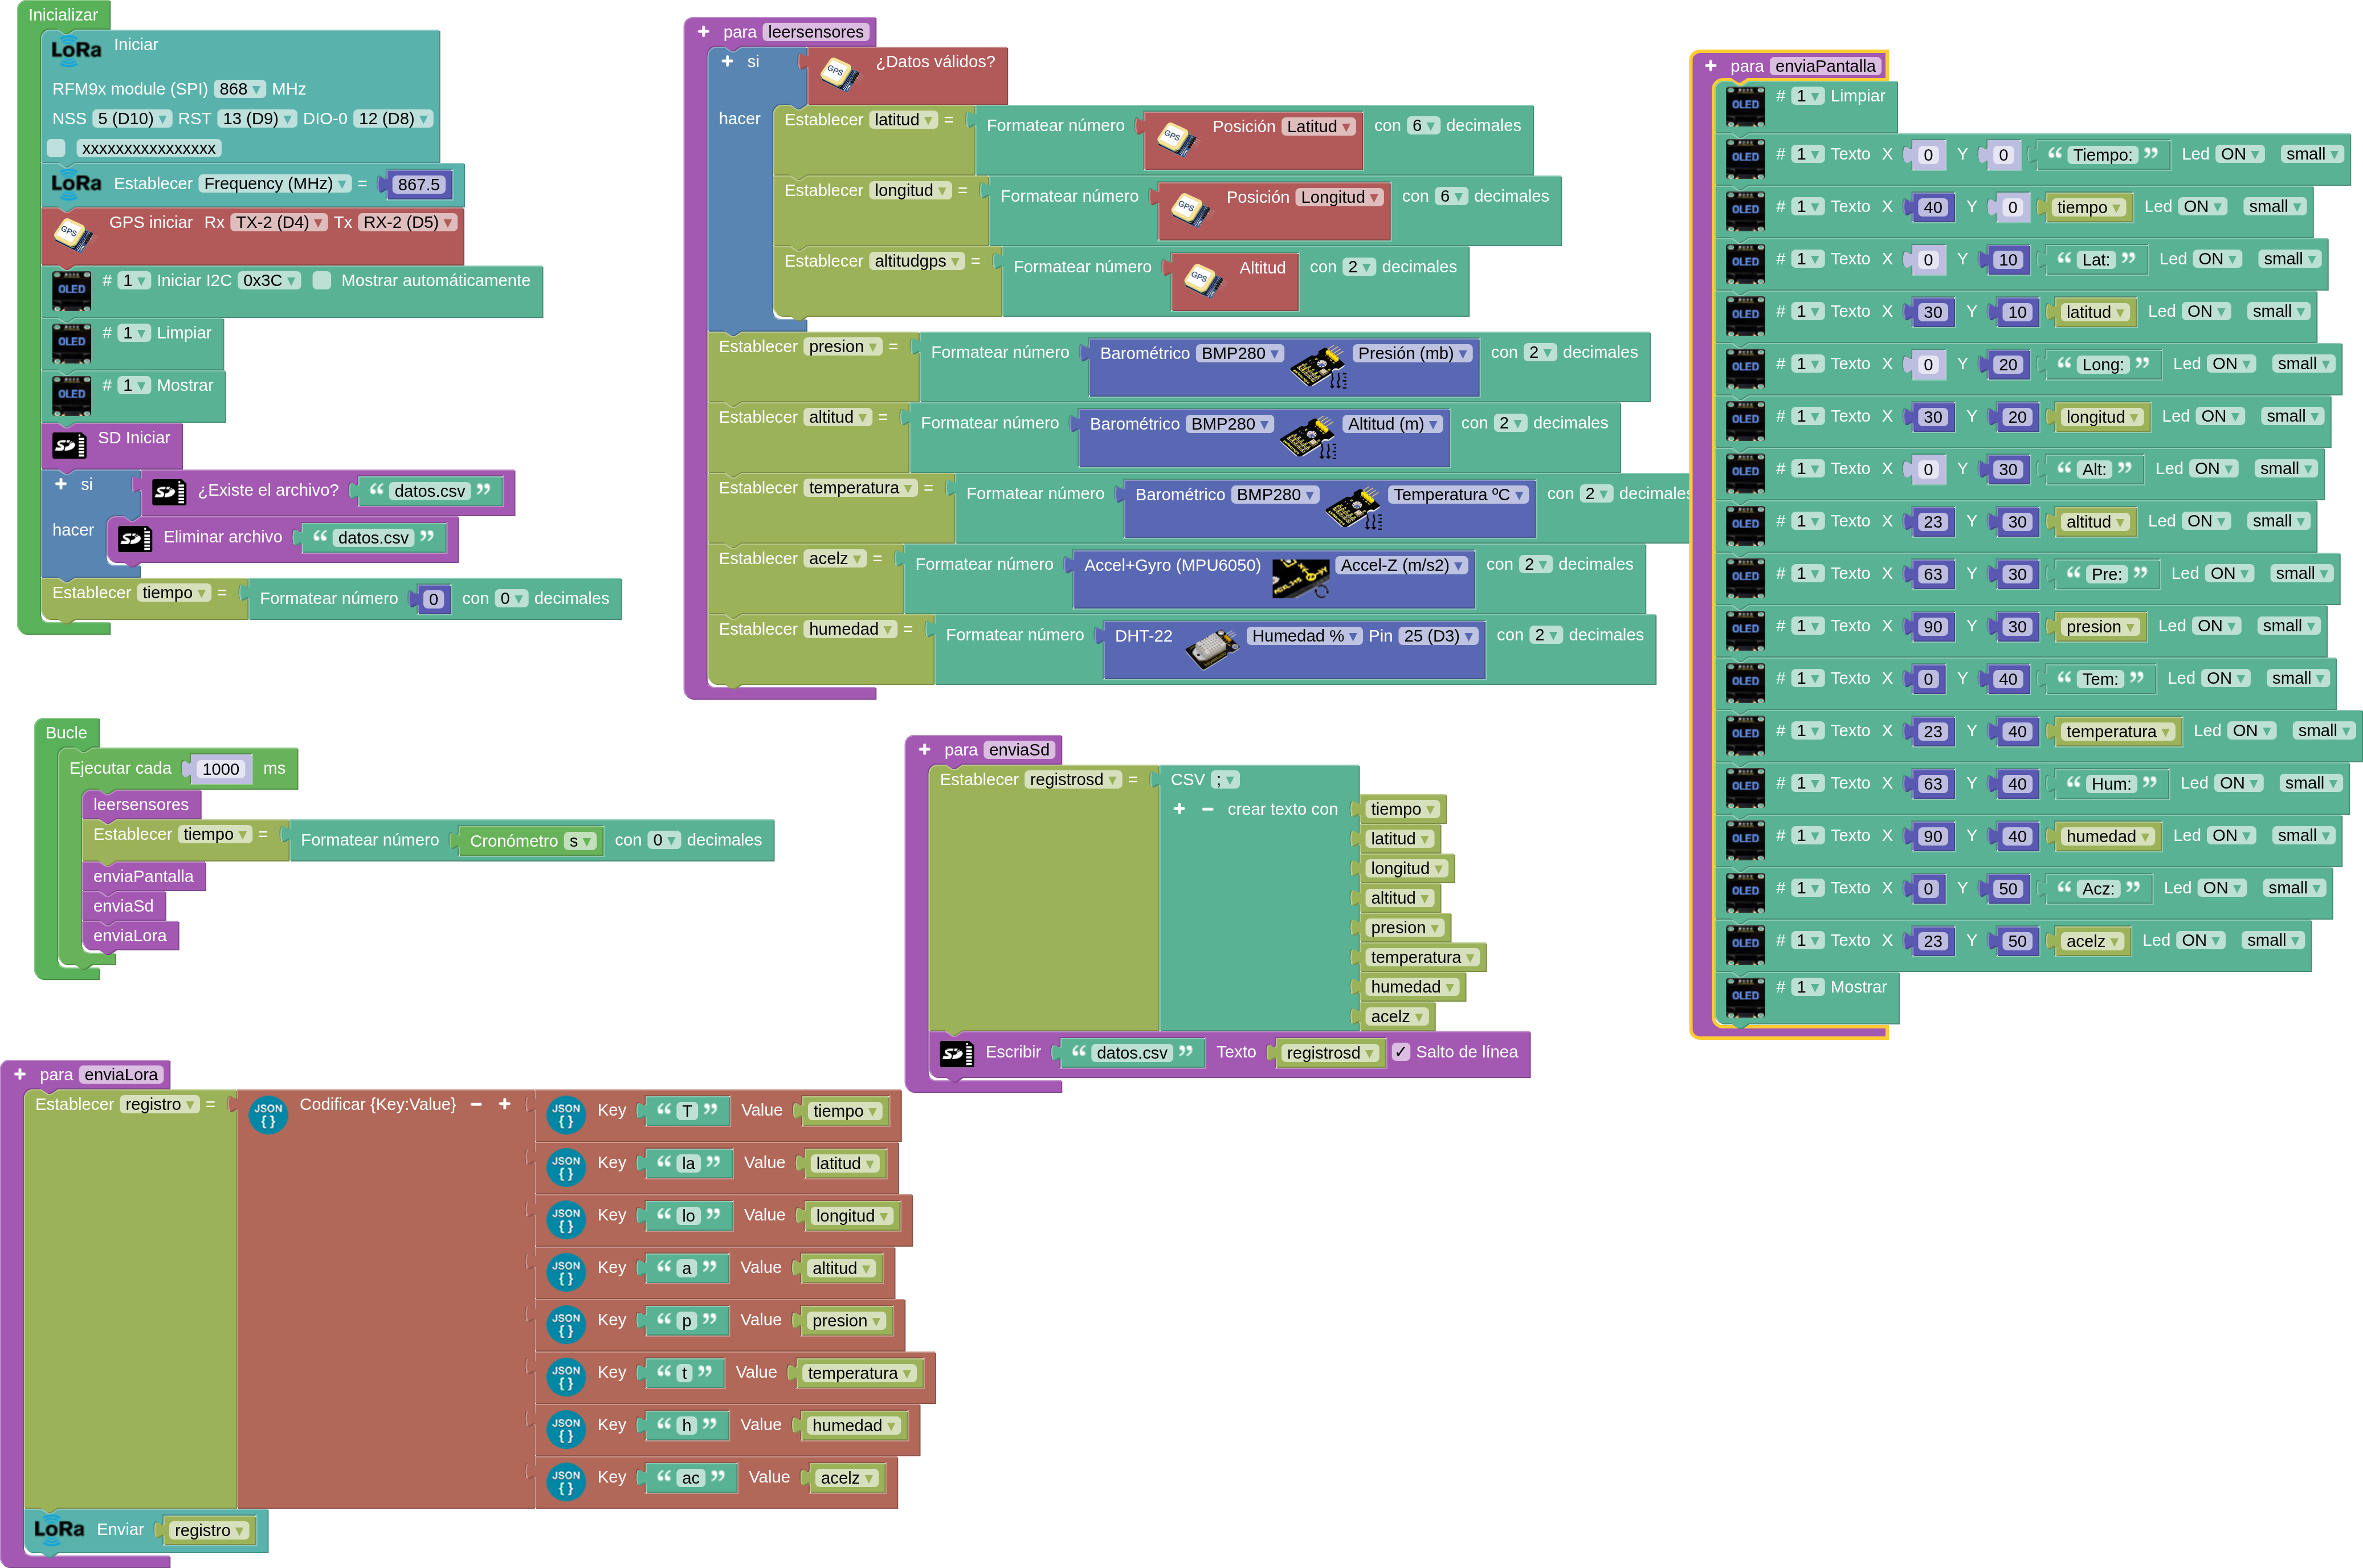 Inicializar
LoRa Iniciar
RFM9x module (SPI) 868 ▾ MHz
NSS 5 (D10) ▾ RST 13 (D9) ▾ DIO-0 12 (D8) ▾
xxxxxxxxxxxxxxxx
LoRa Establecer Frequency (MHz) ▾ = 867.5
GPS GPS iniciar Rx TX-2 (D4) ▾ Tx RX-2 (D5) ▾
OLED # 1 ▾ Iniciar I2C 0x3C ▾ Mostrar automáticamente
OLED # 1 ▾ Limpiar
OLED # 1 ▾ Mostrar
SD Iniciar
+ si ¿Existe el archivo? “ datos.csv ”
hacer Eliminar archivo “ datos.csv ”
Establecer tiempo ▾ = Formatear número 0 con 0 ▾ decimales
Bucle
Ejecutar cada 1000 ms
leersensores
Establecer tiempo ▾ = Formatear número Cronómetro s ▾ con 0 ▾ decimales
enviaPantalla
enviaSd
enviaLora
+ para leersensores
+ si GPS ¿Datos válidos?
hacer Establecer latitud ▾ = Formatear número GPS Posición Latitud ▾ con 6 ▾ decimales
Establecer longitud ▾ = Formatear número GPS Posición Longitud ▾ con 6 ▾ decimales
Establecer altitudgps ▾ = Formatear número GPS Altitud con 2 ▾ decimales
Establecer presion ▾ = Formatear número Barométrico BMP280 ▾ Presión (mb) ▾ con 2 ▾ decimales
Establecer altitud ▾ = Formatear número Barométrico BMP280 ▾ Altitud (m) ▾ con 2 ▾ decimales
Establecer temperatura ▾ = Formatear número Barométrico BMP280 ▾ Temperatura ºC ▾ con 2 ▾ decimales
Establecer acelz ▾ = Formatear número Accel+Gyro (MPU6050) Accel-Z (m/s2) ▾ con 2 ▾ decimales
Establecer humedad ▾ = Formatear número DHT-22 Humedad % ▾ Pin 25 (D3) ▾ con 2 ▾ decimales
+ para enviaSd
Establecer registrosd ▾ = CSV ; ▾
+ − crear texto con tiempo ▾
latitud ▾
longitud ▾
altitud ▾
presion ▾
temperatura ▾
humedad ▾
acelz ▾
Escribir “ datos.csv ” Texto registrosd ▾ ✓ Salto de línea
+ para enviaPantalla
OLED # 1 ▾ Limpiar
OLED # 1 ▾ Texto X 0 Y 0 “ Tiempo: ” Led ON ▾ small ▾
OLED # 1 ▾ Texto X 40 Y 0 tiempo ▾ Led ON ▾ small ▾
OLED # 1 ▾ Texto X 0 Y 10 “ Lat: ” Led ON ▾ small ▾
OLED # 1 ▾ Texto X 30 Y 10 latitud ▾ Led ON ▾ small ▾
OLED # 1 ▾ Texto X 0 Y 20 “ Long: ” Led ON ▾ small ▾
OLED # 1 ▾ Texto X 30 Y 20 longitud ▾ Led ON ▾ small ▾
OLED # 1 ▾ Texto X 0 Y 30 “ Alt: ” Led ON ▾ small ▾
OLED # 1 ▾ Texto X 23 Y 30 altitud ▾ Led ON ▾ small ▾
OLED # 1 ▾ Texto X 63 Y 30 “ Pre: ” Led ON ▾ small ▾
OLED # 1 ▾ Texto X 90 Y 30 presion ▾ Led ON ▾ small ▾
OLED # 1 ▾ Texto X 0 Y 40 “ Tem: ” Led ON ▾ small ▾
OLED # 1 ▾ Texto X 23 Y 40 temperatura ▾ Led ON ▾ small ▾
OLED # 1 ▾ Texto X 63 Y 40 “ Hum: ” Led ON ▾ small ▾
OLED # 1 ▾ Texto X 90 Y 40 humedad ▾ Led ON ▾ small ▾
OLED # 1 ▾ Texto X 0 Y 50 “ Acz: ” Led ON ▾ small ▾
OLED # 1 ▾ Texto X 23 Y 50 acelz ▾ Led ON ▾ small ▾
OLED # 1 ▾ Mostrar
+ para enviaLora
Establecer registro ▾ = JSON { } Codificar {Key:Value} − + JSON { } Key “ T ” Value tiempo ▾
JSON { } Key “ la ” Value latitud ▾
JSON { } Key “ lo ” Value longitud ▾
JSON { } Key “ a ” Value altitud ▾
JSON { } Key “ p ” Value presion ▾
JSON { } Key “ t ” Value temperatura ▾
JSON { } Key “ h ” Value humedad ▾
JSON { } Key “ ac ” Value acelz ▾
LoRa Enviar registro ▾